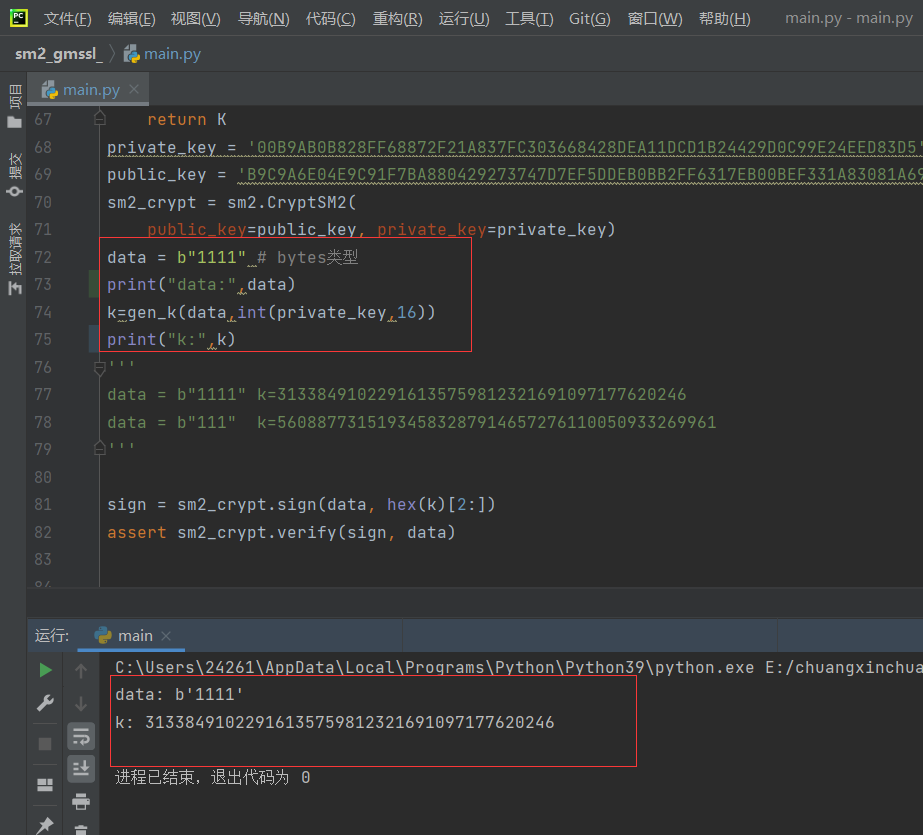 文件(F) 编辑(E) 视图(V) 导航(N) 代码(C) 重构(R) 运行(U) 工具(T) Git(G) 窗口(W) 帮助(H) main.py - main.py
sm2_gmssl_ main.py
项目
提交
拉取请求
main.py
67 return K
68 private_key = '00B9AB0B828FF68872F21A837FC303668428DEA11DCD1B24429D0C99E24EED83D5'
69 public_key = 'B9C9A6E04E9C91F7BA880429273747D7EF5DDEB0BB2FF6317EB00BEF331A83081A69
70 sm2_crypt = sm2.CryptSM2(
71 public_key=public_key, private_key=private_key)
72 data = b"1111" # bytes类型
73 print("data:",data)
74 k=gen_k(data,int(private_key,16))
75 print("k:",k)
76 '''
77 data = b"1111" k=31338491022916135759812321691097177620246
78 data = b"111"  k=56088773151934583287914657276110050933269961
79 '''
80
81 sign = sm2_crypt.sign(data, hex(k)[2:])
82 assert sm2_crypt.verify(sign, data)
83
84
运行: main
C:\Users\24261\AppData\Local\Programs\Python\Python39\python.exe E:/chuangxinchua
data: b'1111'
k: 31338491022916135759812321691097177620246
进程已结束，退出代码为 0